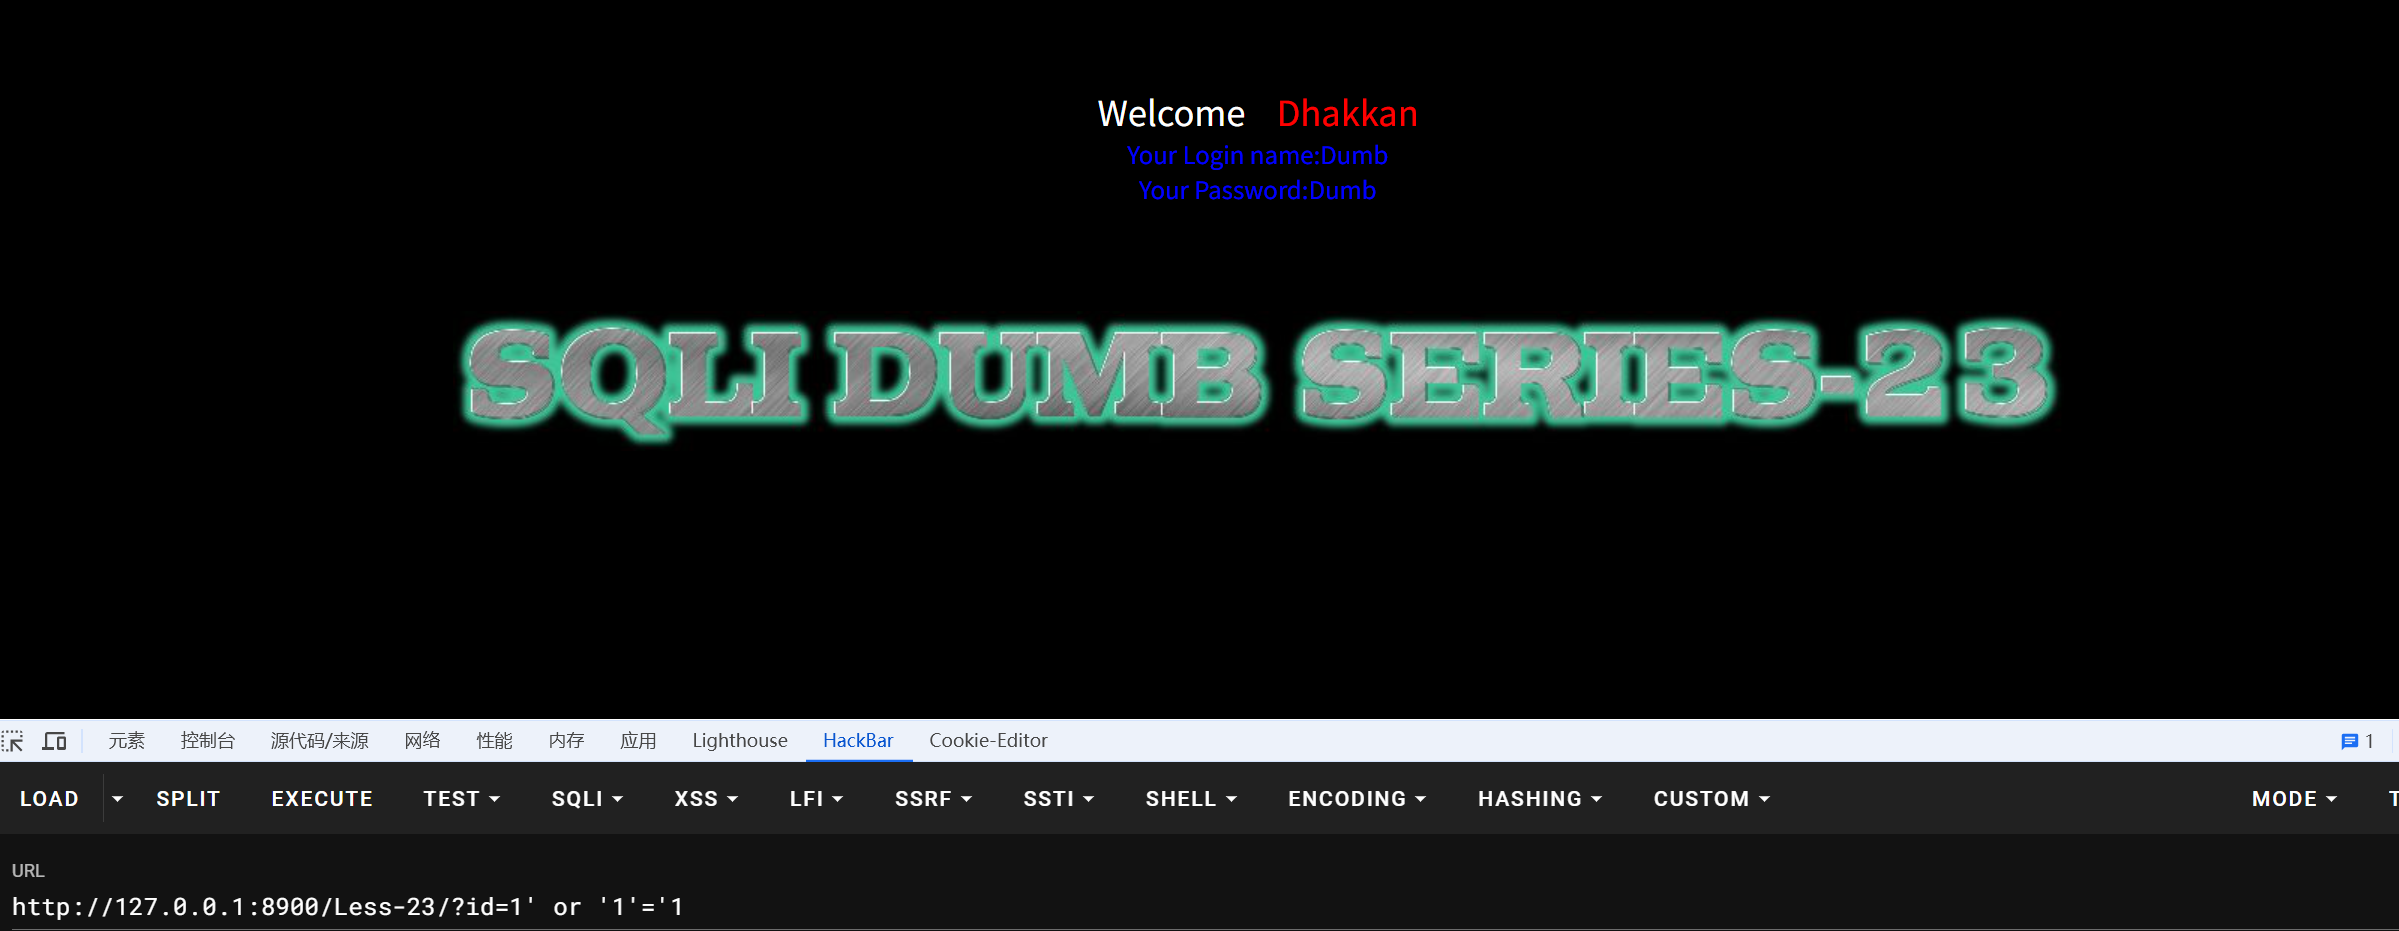 Welcome Dhakkan
Your Login name:Dumb
Your Password:Dumb
SQLI DUMB SERIES-23
元素 控制台 源代码/来源 网络 性能 内存 应用 Lighthouse HackBar Cookie-Editor 1
LOAD SPLIT EXECUTE TEST SQLI XSS LFI SSRF SSTI SHELL ENCODING HASHING CUSTOM MODE
URL
http://127.0.0.1:8900/Less-23/?id=1' or '1'='1